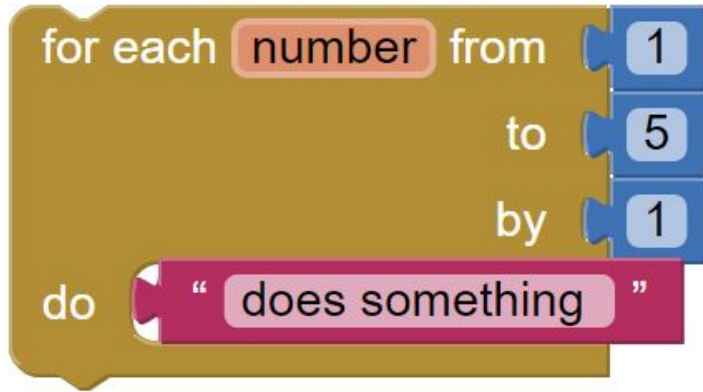 for each number from 1
to 5
by 1
do “ does something ”